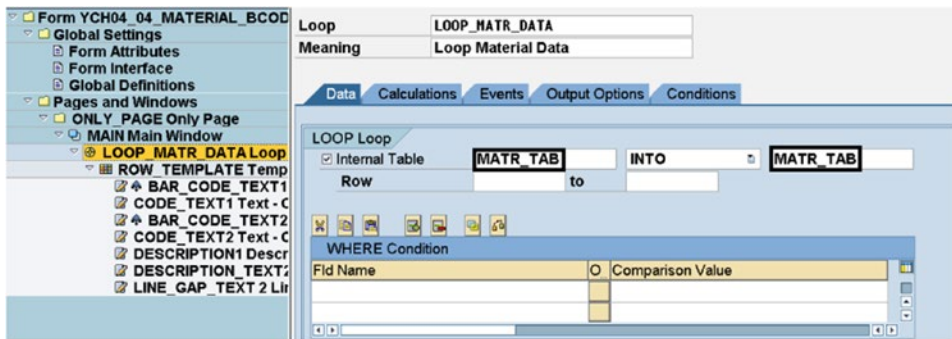 Form YCH04_04_MATERIAL_BCOD
Global Settings
Form Attributes
Form Interface
Global Definitions
Pages and Windows
ONLY_PAGE Only Page
MAIN Main Window
LOOP_MATR_DATA Loop
ROW_TEMPLATE Temp
BAR_CODE_TEXT1
CODE_TEXT1 Text - C
BAR_CODE_TEXT2
CODE_TEXT2 Text - C
DESCRIPTION1 Descr
DESCRIPTION_TEXT2
LINE_GAP_TEXT 2 Lin
Loop LOOP_MATR_DATA
Meaning Loop Material Data
Data Calculations Events Output Options Conditions
LOOP Loop
Internal Table MATR_TAB INTO MATR_TAB
Row to
WHERE Condition
Fld Name O Comparison Value